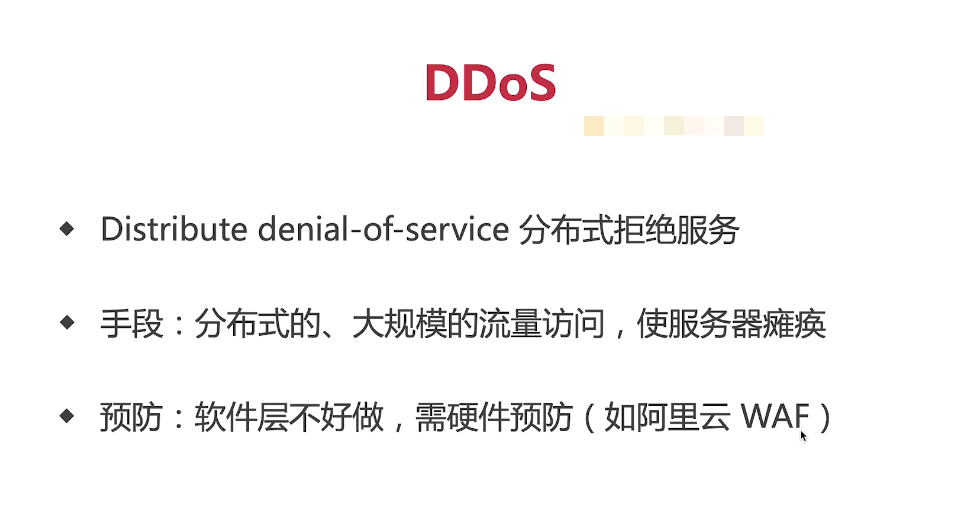 DDoS
Distribute denial-of-service 分布式拒绝服务
手段：分布式的、大规模的流量访问，使服务器瘫痪
预防：软件层不好做，需硬件预防（如阿里云 WAF）